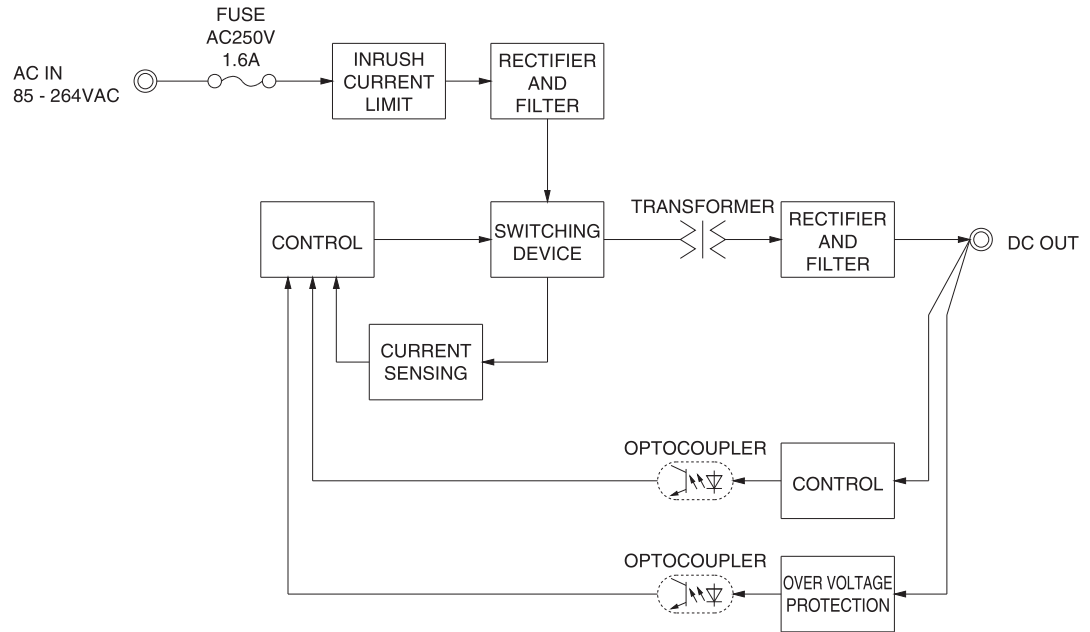 FUSE
AC250V
1.6A
AC IN
85 - 264VAC
INRUSH
CURRENT
LIMIT
RECTIFIER
AND
FILTER
CONTROL
SWITCHING
DEVICE
TRANSFORMER
RECTIFIER
AND
FILTER
DC OUT
CURRENT
SENSING
OPTOCOUPLER
CONTROL
OPTOCOUPLER
OVER VOLTAGE
PROTECTION